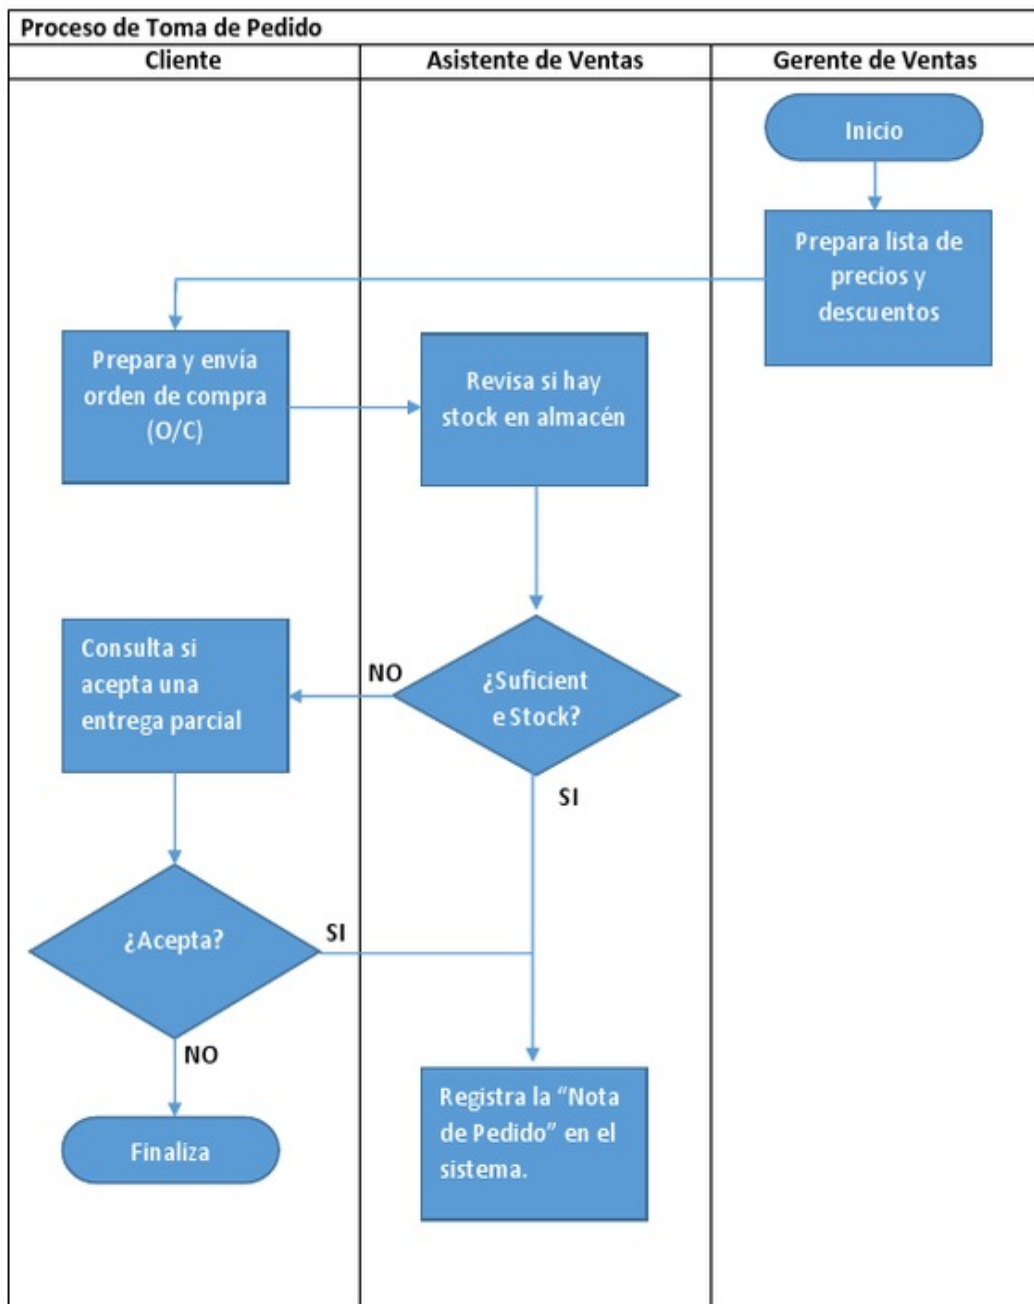 Proceso de Toma de Pedido
Cliente
Asistente de Ventas
Gerente de Ventas
Inicio
Prepara lista de
precios y
descuentos
Prepara y envía
orden de compra
(O/C)
Revisa si hay
stock en almacén
¿Suficient
e Stock?
NO
SI
Consulta si
acepta una
entrega parcial
¿Acepta?
SI
NO
Finaliza
Registra la “Nota
de Pedido” en el
sistema.